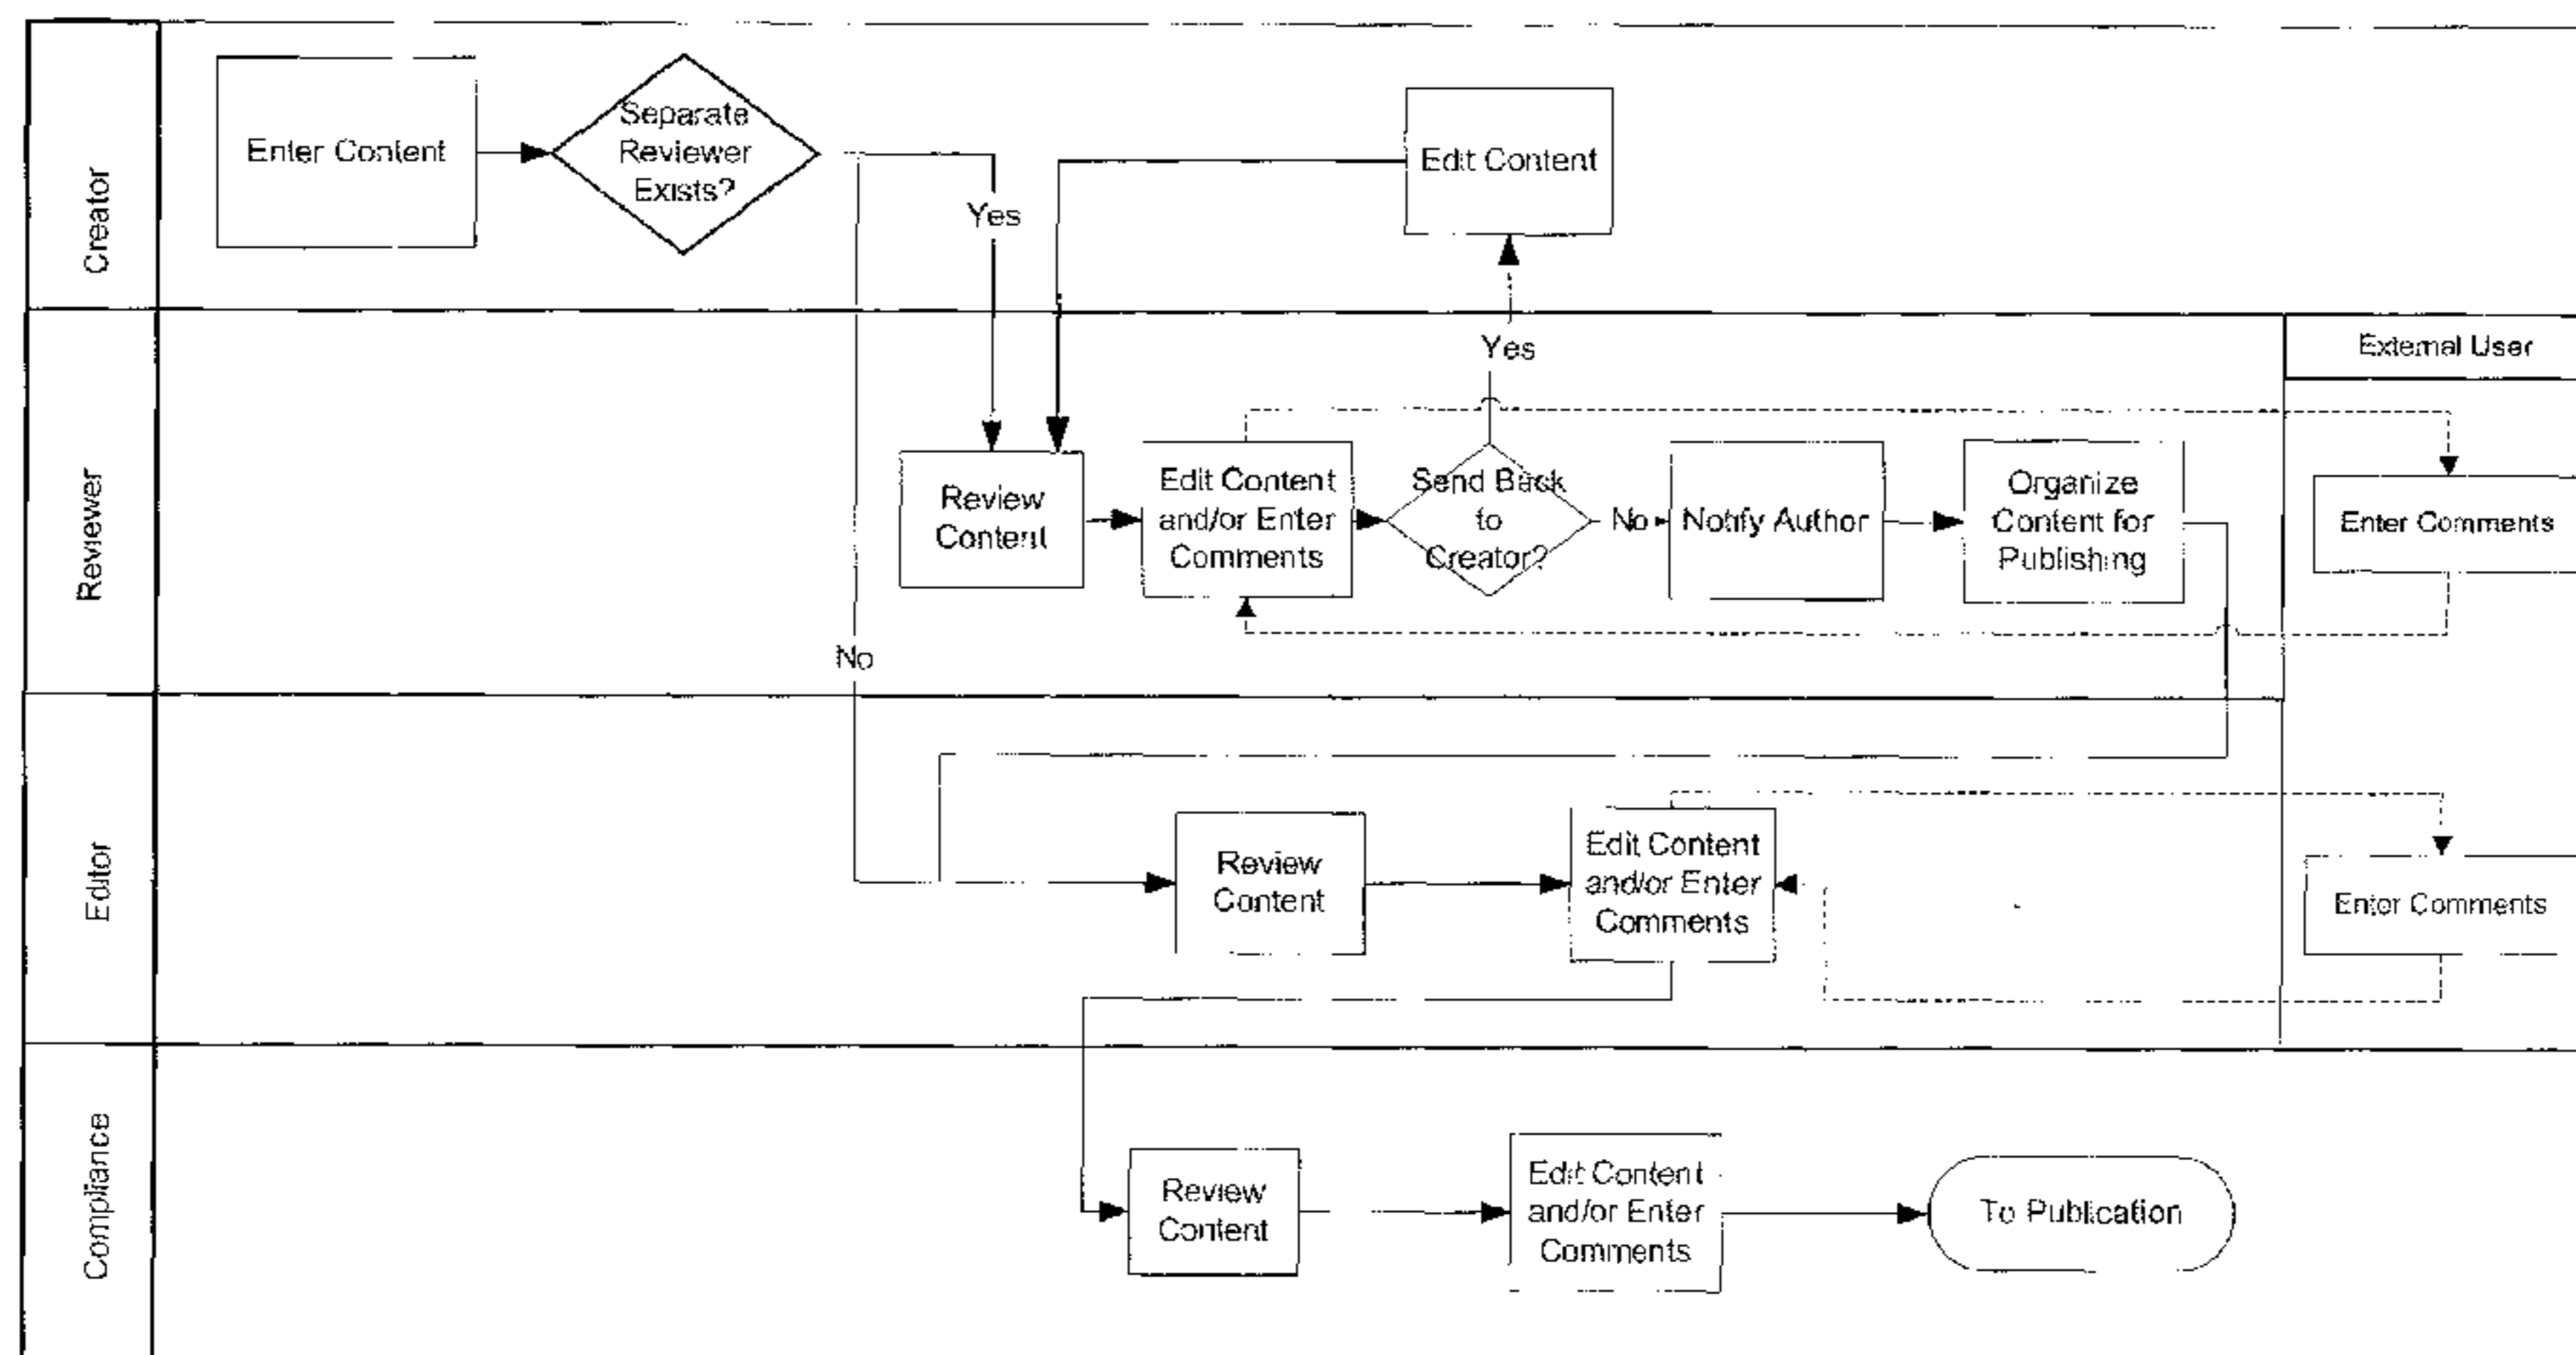 Creator
Enter Content
Separate
Reviewer
Exists?
Yes
No
Edit Content
Reviewer
External User
Yes
Review
Content
Edit Content
and/or Enter
Comments
Send Back
to
Creator?
No
Notify Author
Organize
Content for
Publishing
Enter Comments
Editor
Review
Content
Edit Content
and/or Enter
Comments
Enter Comments
Compliance
Review
Content
Edit Content
and/or Enter
Comments
To Publication